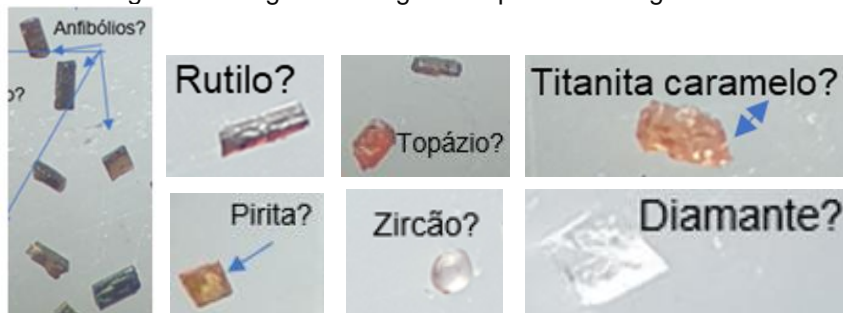 Anfibólios?
o?
Rutilo?
Topázio?
Titanita caramelo?
Pirita?
Zircão?
Diamante?